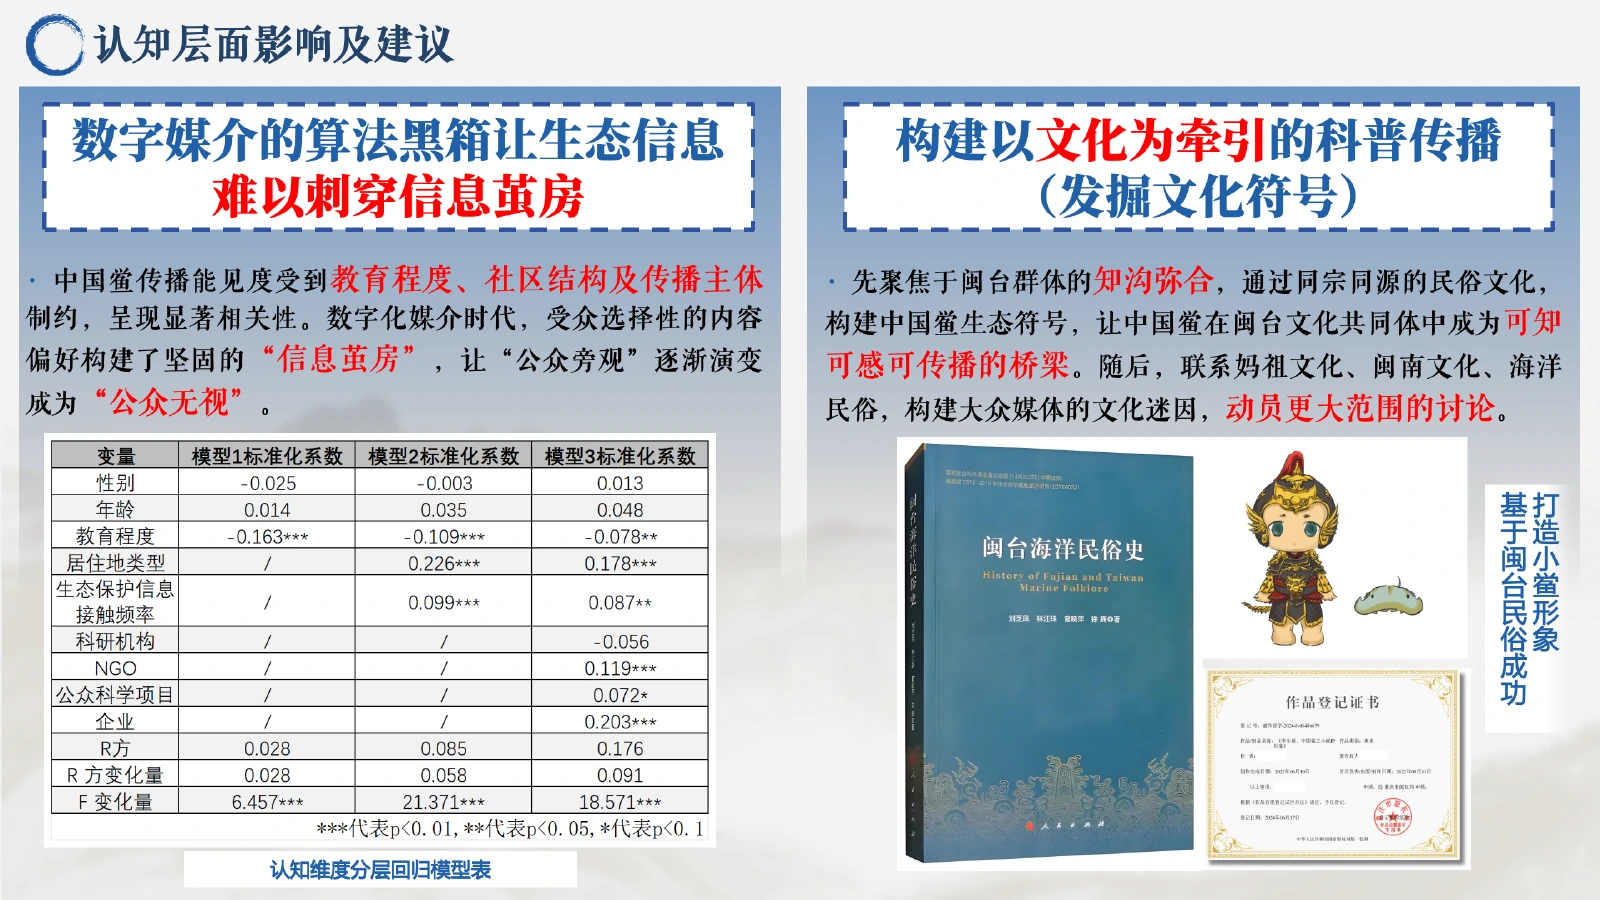 认知层面影响及建议
数字媒介的算法黑箱让生态信息
难以刺穿信息茧房
· 中国鲎传播能见度受到教育程度、社区结构及传播主体
制约，呈现显著相关性。数字化媒介时代，受众选择性的内容
偏好构建了坚固的“信息茧房”，让“公众旁观”逐渐演变
成为“公众无视”。
变量 模型1标准化系数 模型2标准化系数 模型3标准化系数
性别 -0.025 -0.003 0.013
年龄 0.014 0.035 0.048
教育程度 -0.163*** -0.109*** -0.078**
居住地类型 / 0.226*** 0.178***
生态保护信息
接触频率 / 0.099*** 0.087**
科研机构 / / -0.056
NGO / / 0.119***
公众科学项目 / / 0.072*
企业 / / 0.203***
R方 0.028 0.085 0.176
R 方变化量 0.028 0.058 0.091
F 变化量 6.457*** 21.371*** 18.571***
***代表p<0.01,**代表p<0.05,*代表p<0.1
认知维度分层回归模型表
构建以文化为牵引的科普传播
（发掘文化符号）
· 先聚焦于闽台群体的知沟弥合，通过同宗同源的民俗文化，
构建中国鲎生态符号，让中国鲎在闽台文化共同体中成为可知
可感可传播的桥梁。随后，联系妈祖文化、闽南文化、海洋
民俗，构建大众媒体的文化迷因，动员更大范围的讨论。
闽台海洋民俗史
闽台海洋民俗史
History of Fujian and Taiwan
Marine Folklore
人民出版社
打造小鲎形象
基于闽台民俗成功
作品登记证书